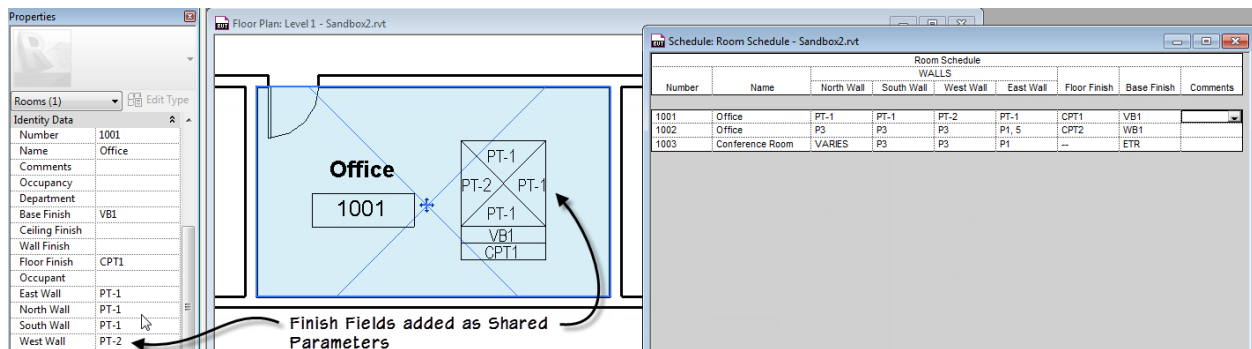 Properties
Rooms (1)
Edit Type
Identity Data
Number 1001
Name Office
Comments
Occupancy
Department
Base Finish VB1
Ceiling Finish
Wall Finish
Floor Finish CPT1
Occupant
East Wall PT-1
North Wall PT-1
South Wall PT-1
West Wall PT-2
Floor Plan: Level 1 - Sandbox2.rvt
Office
1001
PT-1
PT-2 PT-1
PT-1
VB1
CPT1
Finish Fields added as Shared
Parameters
Schedule: Room Schedule - Sandbox2.rvt
Room Schedule
WALLS
Number Name North Wall South Wall West Wall East Wall Floor Finish Base Finish Comments
1001 Office PT-1 PT-1 PT-2 PT-1 CPT1 VB1
1002 Office P3 P3 P3 P1, 5 CPT2 WB1
1003 Conference Room VARIES P3 P3 P1 -- ETR